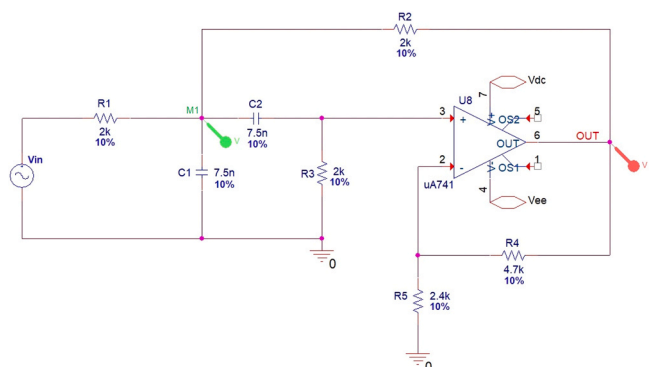 R2
2k
10%
Vdc
7
U8
R1
2k
10%
M1
V
C2
7.5n
10%
3
+
OS2
5
OUT
6
OUT
V
Vin
C1
7.5n
10%
R3
2k
10%
2
-
OS1
1
uA741
4
Vee
0
R4
4.7k
10%
R5
2.4k
10%
0